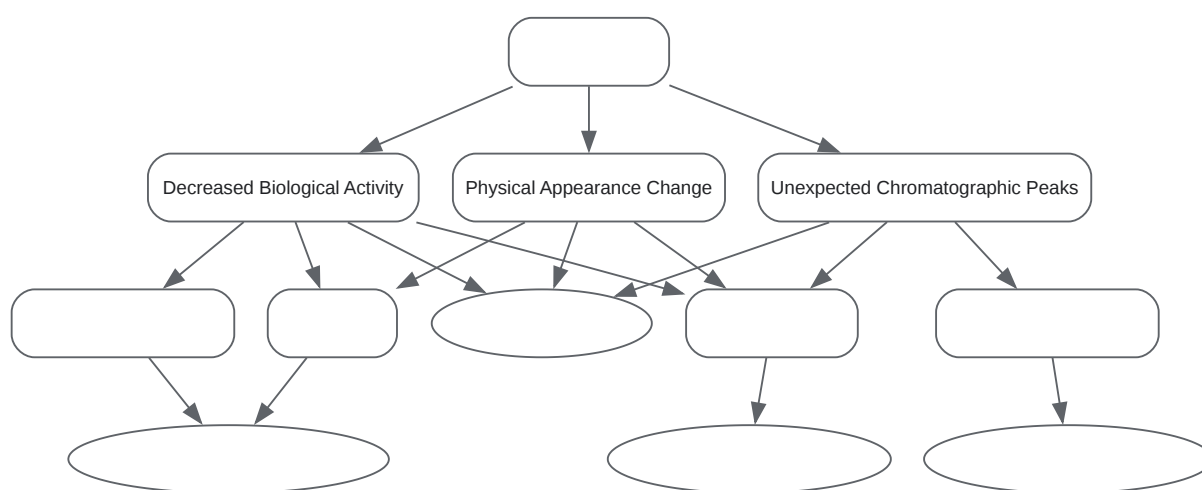 Decreased Biological Activity
Physical Appearance Change
Unexpected Chromatographic Peaks